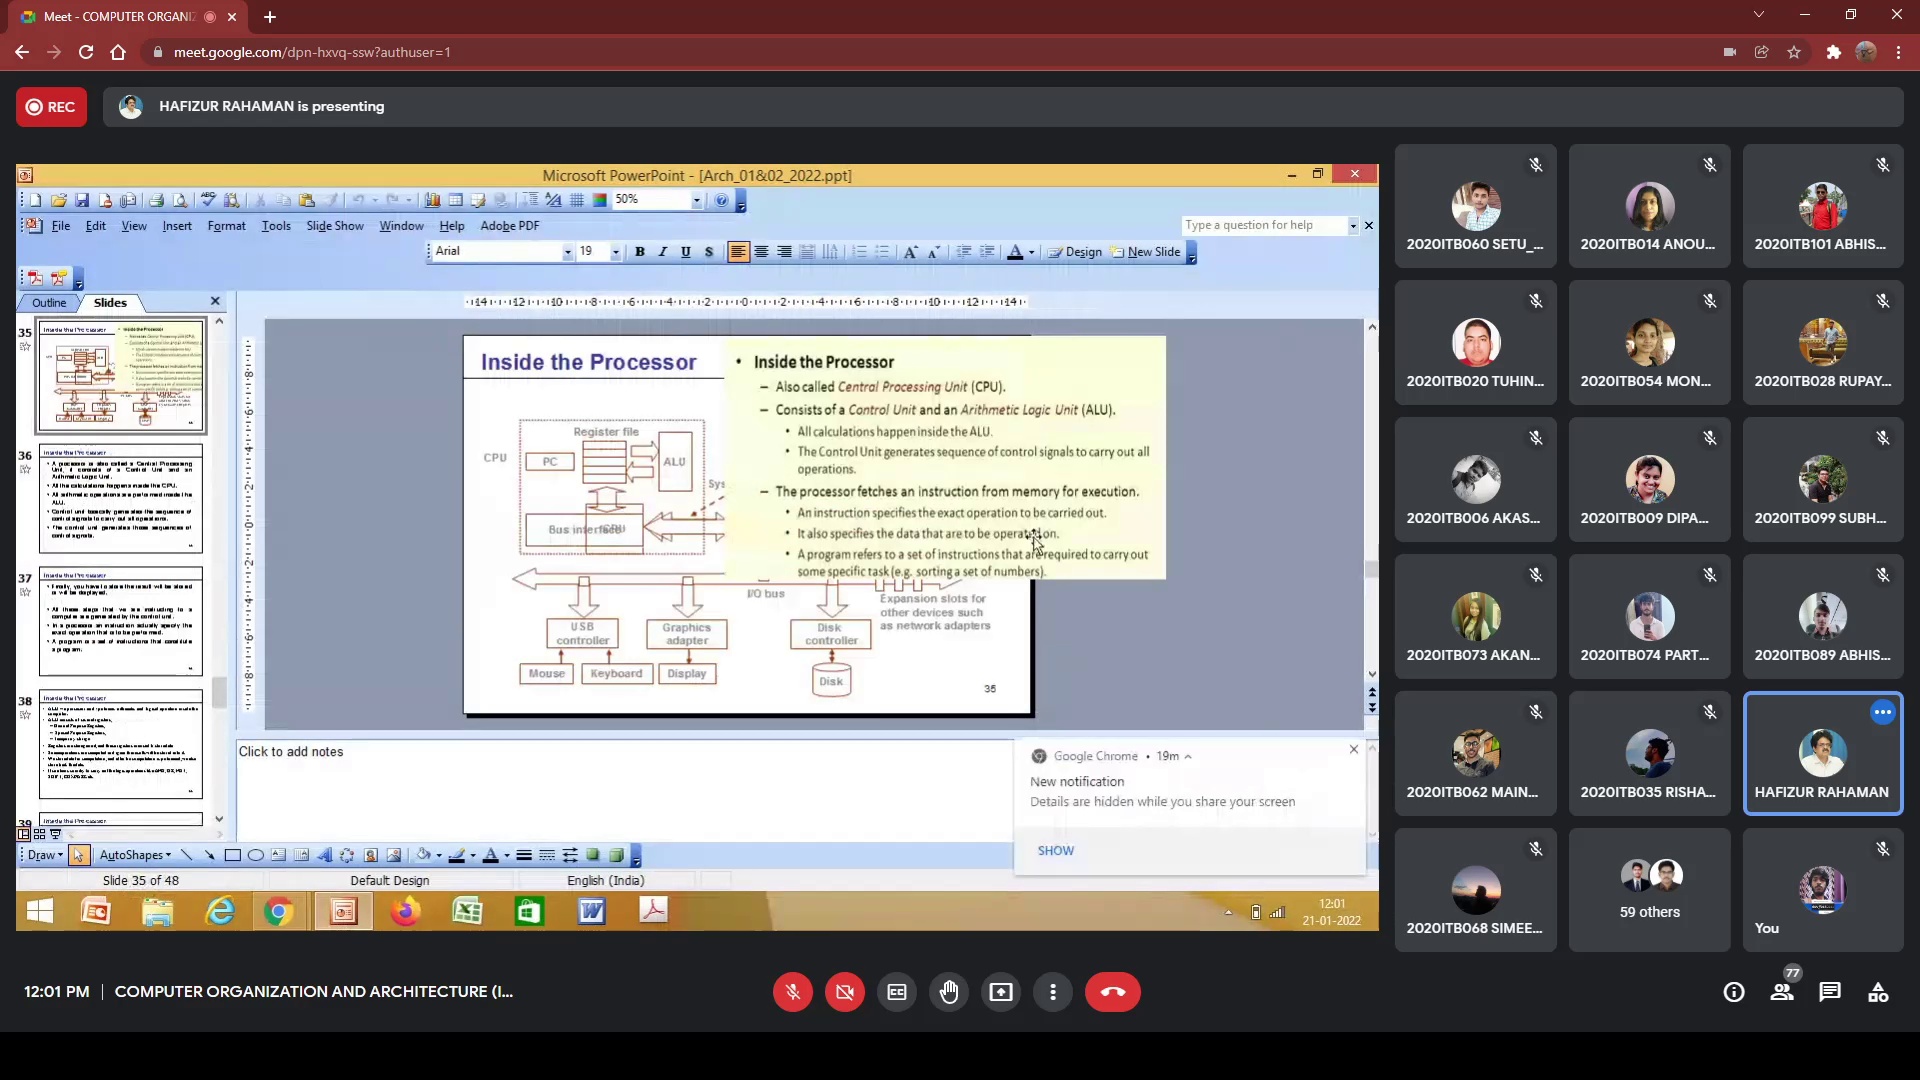 Meet - COMPUTER ORGANI
meet.google.com/dpn-hxvq-ssw?authuser=1
REC
HAFIZUR RAHAMAN is presenting
Microsoft PowerPoint - [Arch_01&02_2022.ppt]
50%
File Edit View Insert Format Tools Slide Show Window Help Adobe PDF
Type a question for help
Arial 19 B I U S Design New Slide
Outline Slides
35
36
37
38
39
Inside the Processor
CPU
Register file
PC
ALU
Sys
Bus interface
I/O bus
USB controller
Graphics adapter
Disk controller
Expansion slots for
other devices such
as network adapters
Mouse Keyboard Display
Disk
35
• Inside the Processor
– Also called Central Processing Unit (CPU).
– Consists of a Control Unit and an Arithmetic Logic Unit (ALU).
• All calculations happen inside the ALU.
• The Control Unit generates sequence of control signals to carry out all
operations.
– The processor fetches an instruction from memory for execution.
• An instruction specifies the exact operation to be carried out.
• It also specifies the data that are to be operated on.
• A program refers to a set of instructions that are required to carry out
some specific task (e.g. sorting a set of numbers).
Click to add notes
Google Chrome • 19m
New notification
Details are hidden while you share your screen
SHOW
Draw AutoShapes
Slide 35 of 48 Default Design English (India)
12:01
21-01-2022
2020ITB060 SETU_...
2020ITB014 ANOU...
2020ITB101 ABHIS...
2020ITB020 TUHIN...
2020ITB054 MON...
2020ITB028 RUPAY...
2020ITB006 AKAS...
2020ITB009 DIPA...
2020ITB099 SUBH...
2020ITB073 AKAN...
2020ITB074 PART...
2020ITB089 ABHIS...
2020ITB062 MAIN...
2020ITB035 RISHA...
HAFIZUR RAHAMAN
2020ITB068 SIMEE...
59 others
You
12:01 PM | COMPUTER ORGANIZATION AND ARCHITECTURE (I...
77